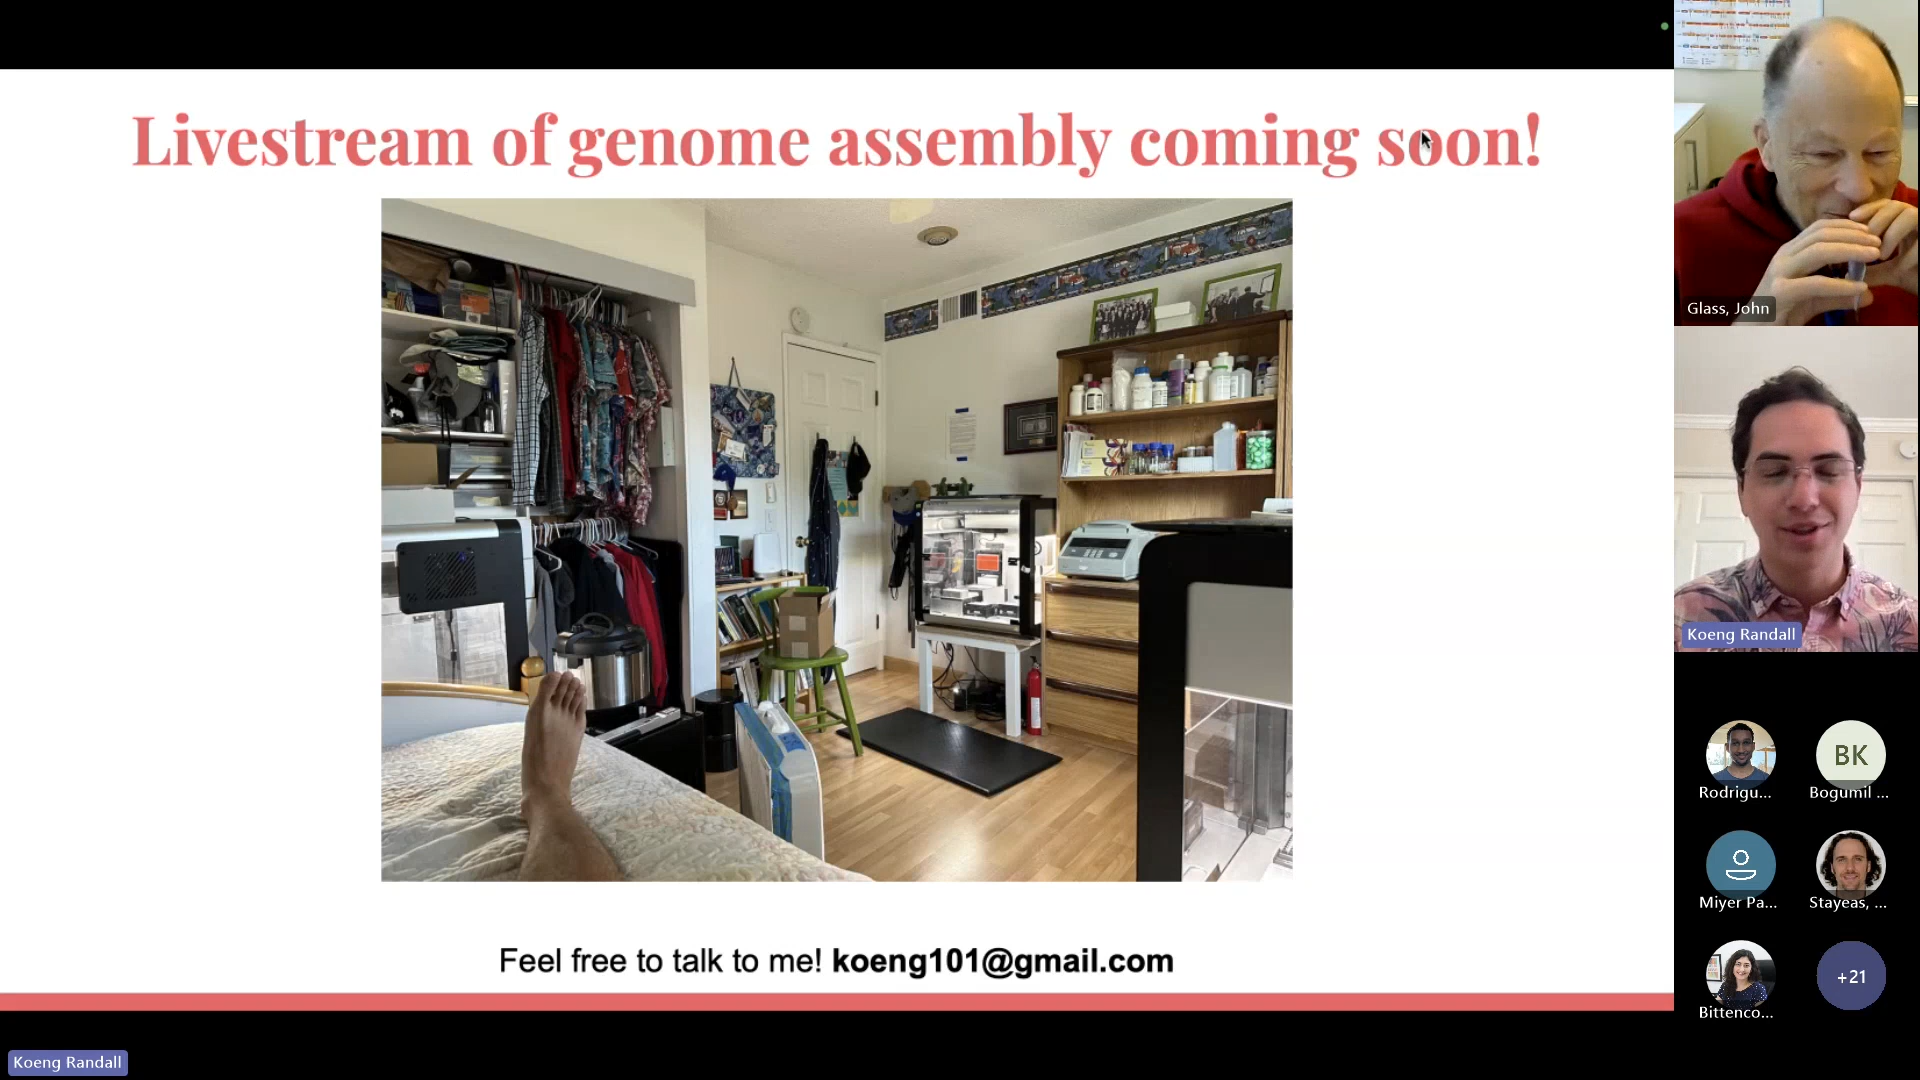 Livestream of genome assembly coming soon!
Feel free to talk to me! koeng101@gmail.com
Koeng Randall
Glass, John
Koeng Randall
Rodrigu...
BK
Bogumil ...
Miyer Pa...
Stayeas, ...
Bittenco...
+21